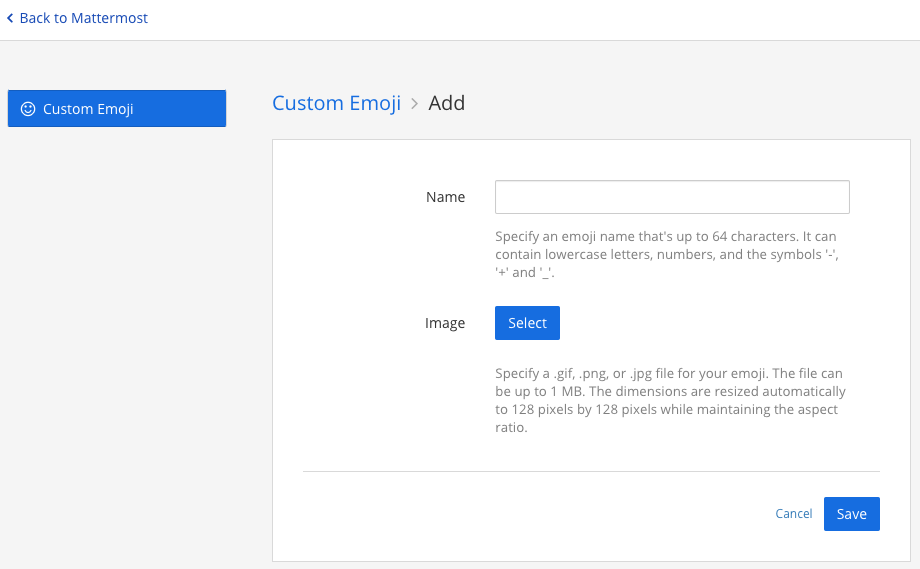 Back to Mattermost
Custom Emoji
Custom Emoji > Add
Name
Specify an emoji name that's up to 64 characters. It can
contain lowercase letters, numbers, and the symbols '-',
'+' and '_'.
Image
Select
Specify a .gif, .png, or .jpg file for your emoji. The file can
be up to 1 MB. The dimensions are resized automatically
to 128 pixels by 128 pixels while maintaining the aspect
ratio.
Cancel
Save